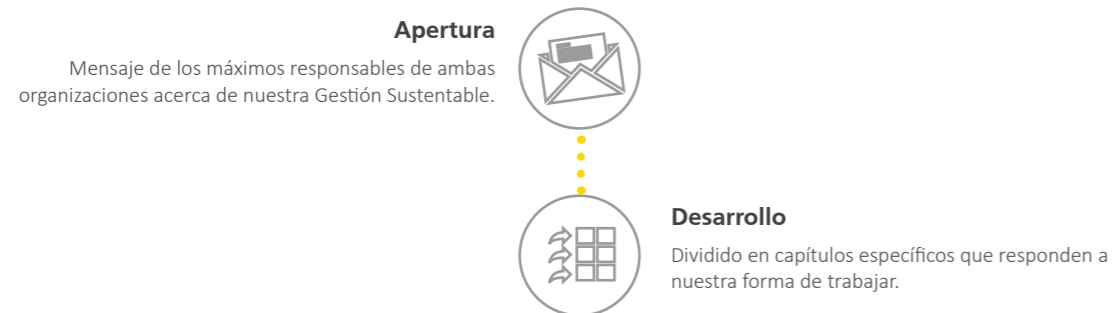 Apertura
Mensaje de los máximos responsables de ambas
organizaciones acerca de nuestra Gestión Sustentable.
Desarrollo
Dividido en capítulos específicos que responden a
nuestra forma de trabajar.